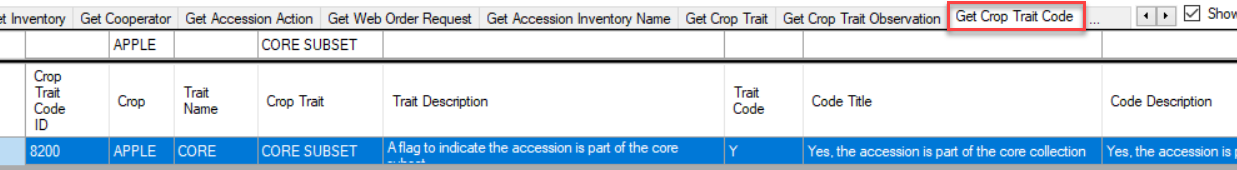 Inventory Get Cooperator Get Accession Action Get Web Order Request Get Accession Inventory Name Get Crop Trait Get Crop Trait Observation Get Crop Trait Code ... Show
APPLE CORE SUBSET
Crop Trait Code ID Crop Trait Name Crop Trait Trait Description Trait Code Code Title Code Description
8200 APPLE CORE CORE SUBSET A flag to indicate the accession is part of the core Y Yes, the accession is part of the core collection Yes, the accession is